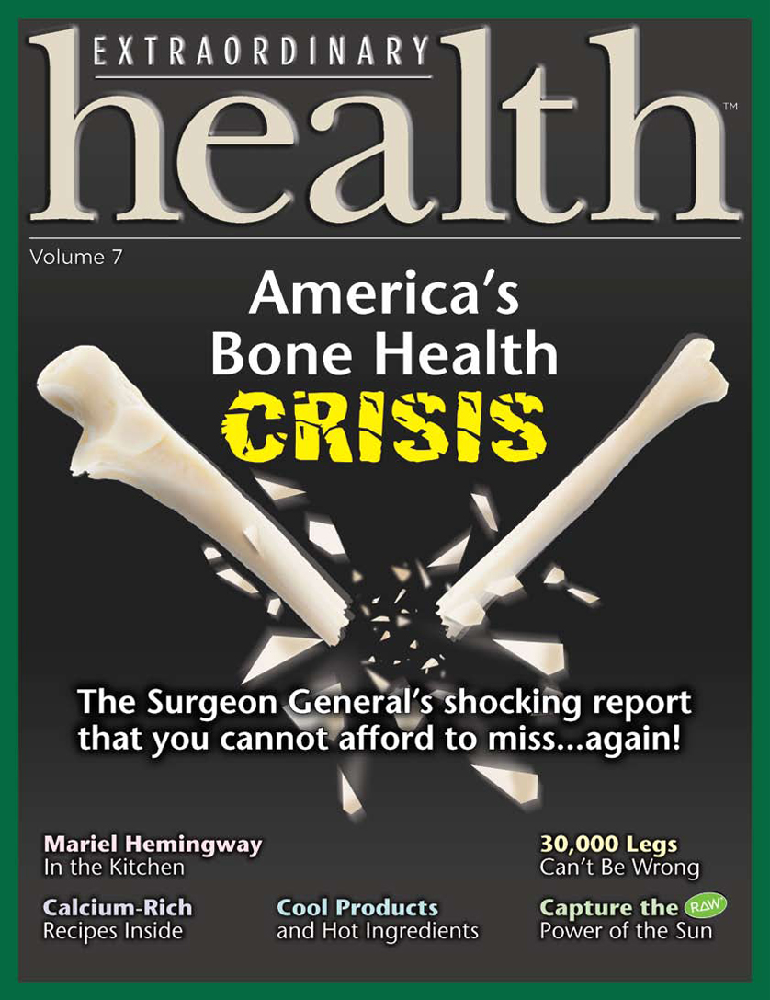 EXTRAORDINARY
health™
Volume 7
America's
Bone Health
CRISIS
The Surgeon General's shocking report
that you cannot afford to miss...again!
Mariel Hemingway
In the Kitchen
30,000 Legs
Can't Be Wrong
Calcium-Rich
Recipes Inside
Cool Products
and Hot Ingredients
Capture the RAW
Power of the Sun